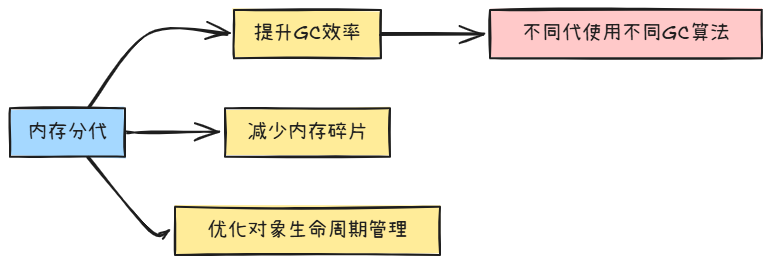 提升GC效率
不同代使用不同GC算法
内存分代
减少内存碎片
优化对象生命周期管理